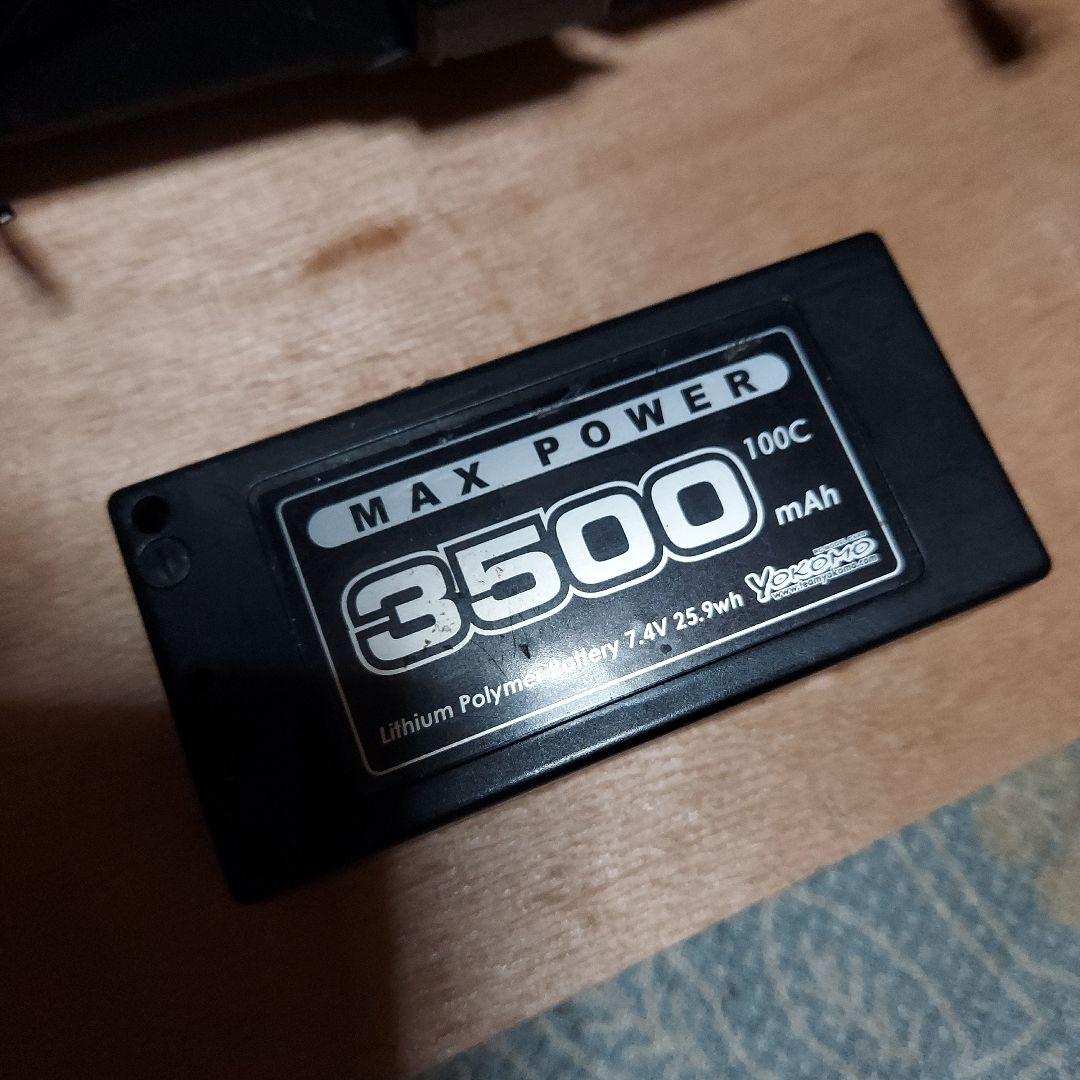 MAX POWER
100C
3500 mAh
Lithium Polymer Battery 7.4V 25.9wh
YOKOMO
www.teamyokomo.com